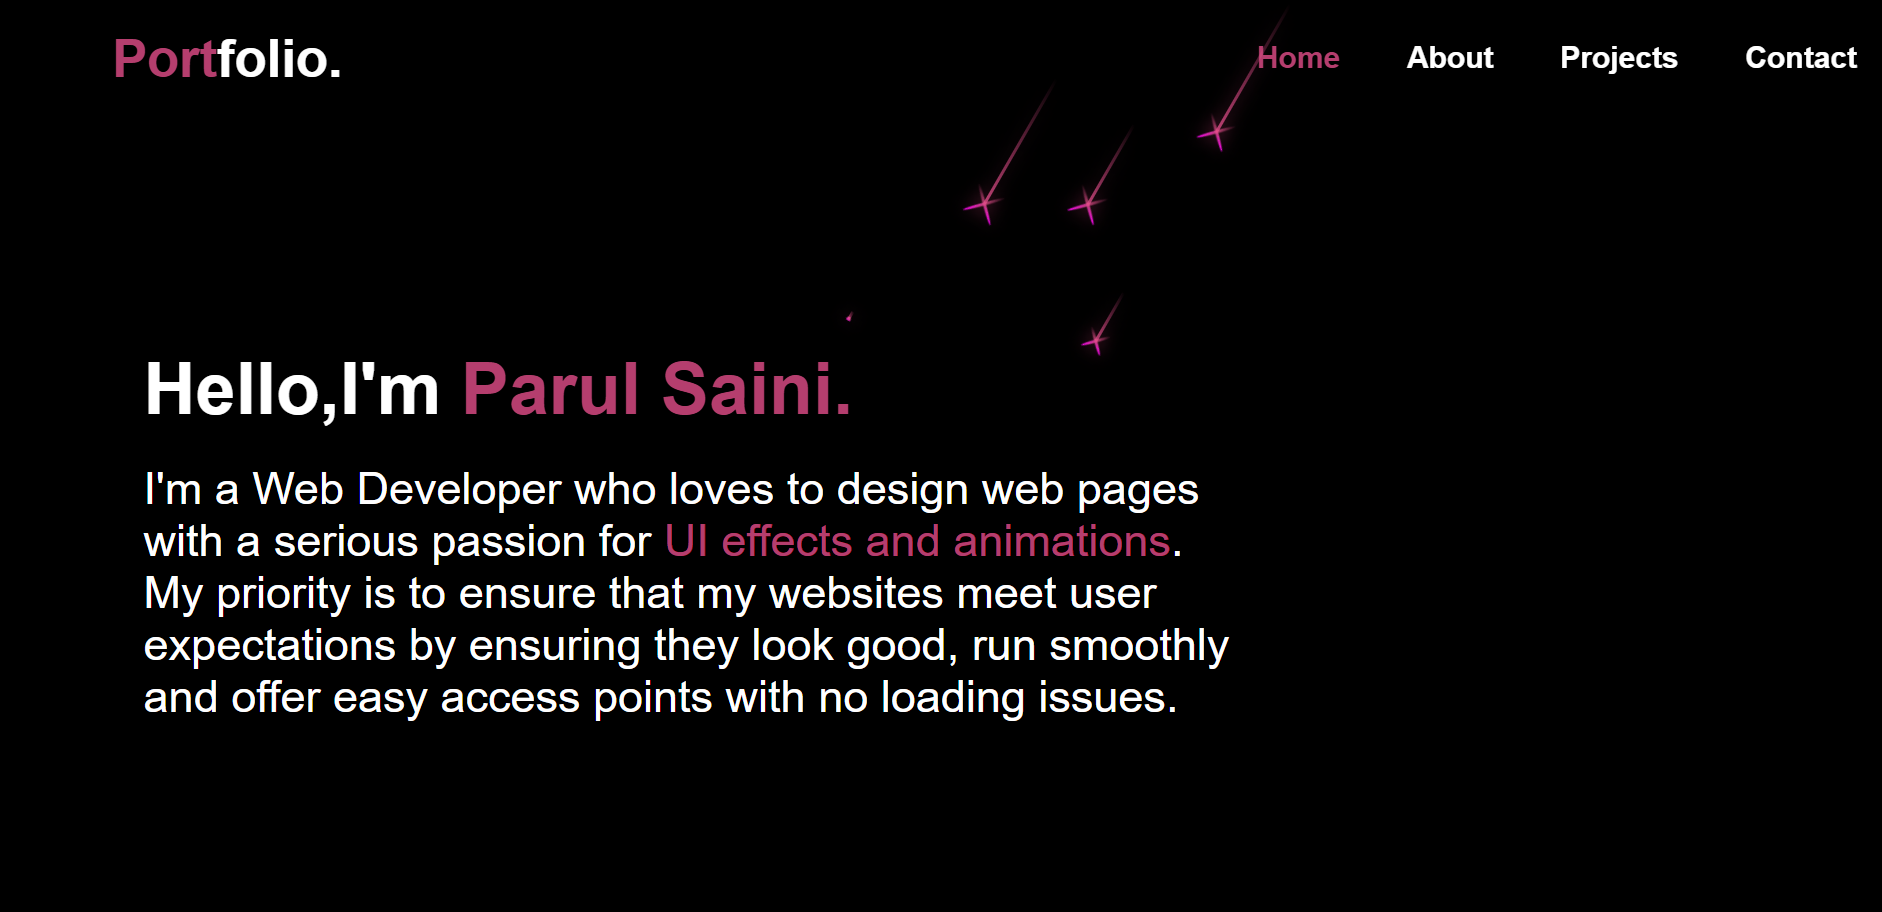 Portfolio.
Home About Projects Contact
Hello,I'm Parul Saini.
I'm a Web Developer who loves to design web pages
with a serious passion for UI effects and animations.
My priority is to ensure that my websites meet user
expectations by ensuring they look good, run smoothly
and offer easy access points with no loading issues.